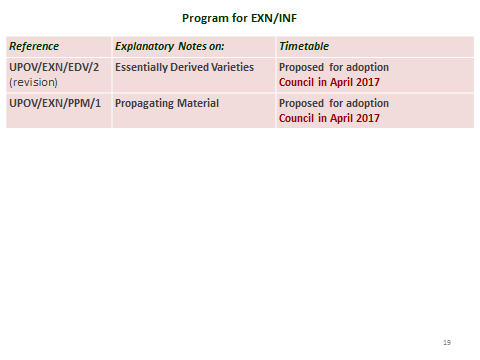 Program for EXN/INF
Reference Explanatory Notes on: Timetable
UPOV/EXN/EDV/2 Essentially Derived Varieties Proposed for adoption
(revision) Council in April 2017
UPOV/EXN/PPM/1 Propagating Material Proposed for adoption
Council in April 2017
19